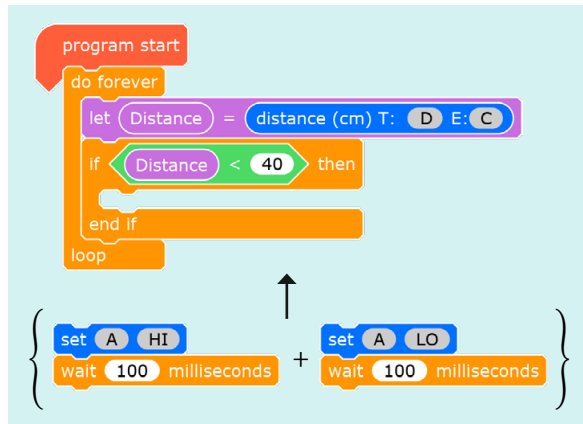 program start
do forever
let Distance = distance (cm) T: D E: C
if Distance < 40 then
end if
loop
set A HI
wait 100 milliseconds
+
set A LO
wait 100 milliseconds